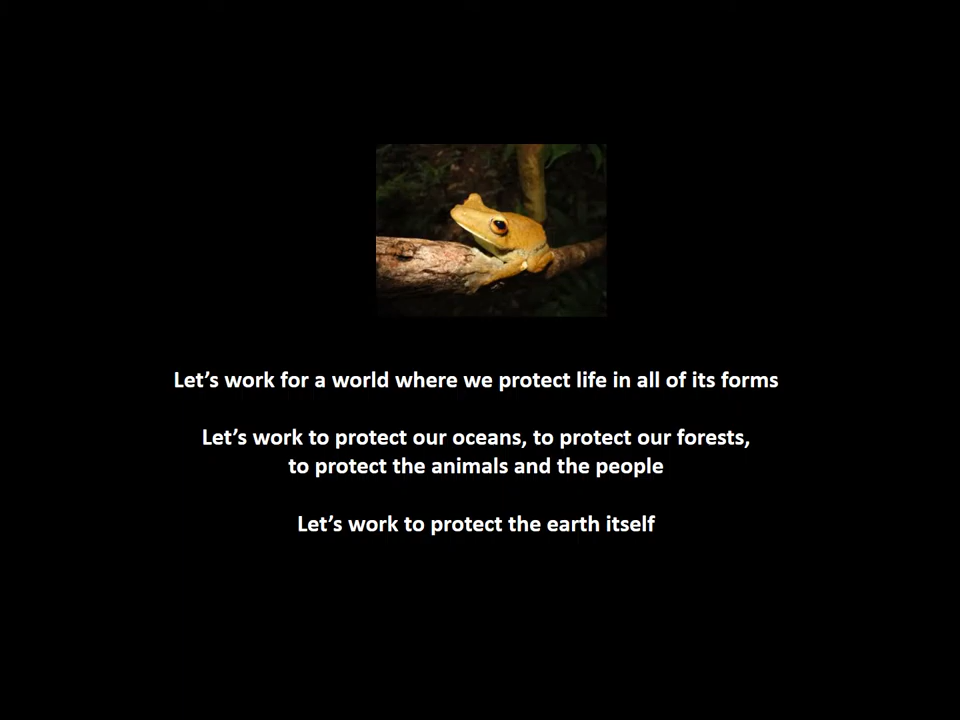 Let’s work for a world where we protect life in all of its forms
Let’s work to protect our oceans, to protect our forests,
to protect the animals and the people
Let’s work to protect the earth itself